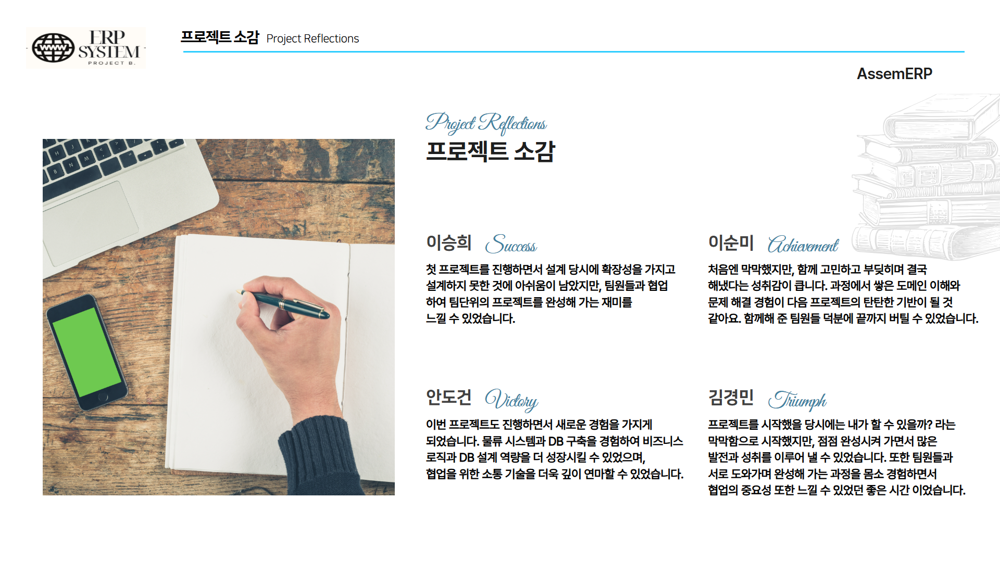 WWW
ERP
SYSTEM
PROJECT B.
프로젝트 소감 Project Reflections
AssemERP
Project Reflections
프로젝트 소감
이승희 Success
첫 프로젝트를 진행하면서 설계 당시에 확장성을 가지고
설계하지 못한 것에 아쉬움이 남았지만, 팀원들과 협업
하여 팀단위의 프로젝트를 완성해 가는 재미를
느낄 수 있었습니다.
이순미 Achievement
처음엔 막막했지만, 함께 고민하고 부딪히며 결국
해냈다는 성취감이 큽니다. 과정에서 쌓은 도메인 이해와
문제 해결 경험이 다음 프로젝트의 탄탄한 기반이 될 것
같아요. 함께해 준 팀원들 덕분에 끝까지 버틸 수 있었습니다.
안도건 Victory
이번 프로젝트도 진행하면서 새로운 경험을 가지게
되었습니다. 물류 시스템과 DB 구축을 경험하여 비즈니스
로직과 DB 설계 역량을 더 성장시킬 수 있었으며,
협업을 위한 소통 기술을 더욱 깊이 연마할 수 있었습니다.
김경민 Triumph
프로젝트를 시작했을 당시에는 내가 할 수 있을까? 라는
막막함으로 시작했지만, 점점 완성시켜 가면서 많은
발전과 성취를 이루어 낼 수 있었습니다. 또한 팀원들과
서로 도와가며 완성해 가는 과정을 몸소 경험하면서
협업의 중요성 또한 느낄 수 있었던 좋은 시간 이었습니다.